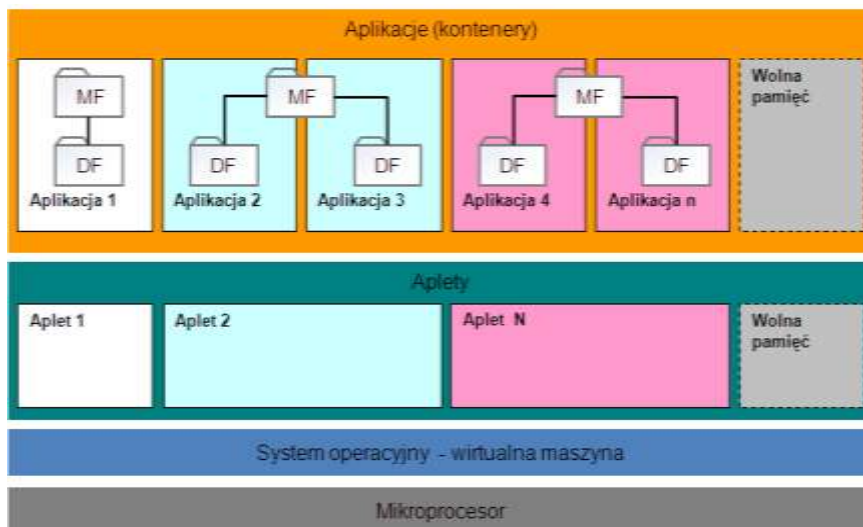 Aplikacje (kontenery)
MF
MF
MF
Wolna
pamięć
DF
DF
DF
DF
DF
Aplikacja 1
Aplikacja 2
Aplikacja 3
Aplikacja 4
Aplikacja n
Aplety
Aplet 1
Aplet 2
Aplet N
Wolna
pamięć
System operacyjny - wirtualna maszyna
Mikroprocesor